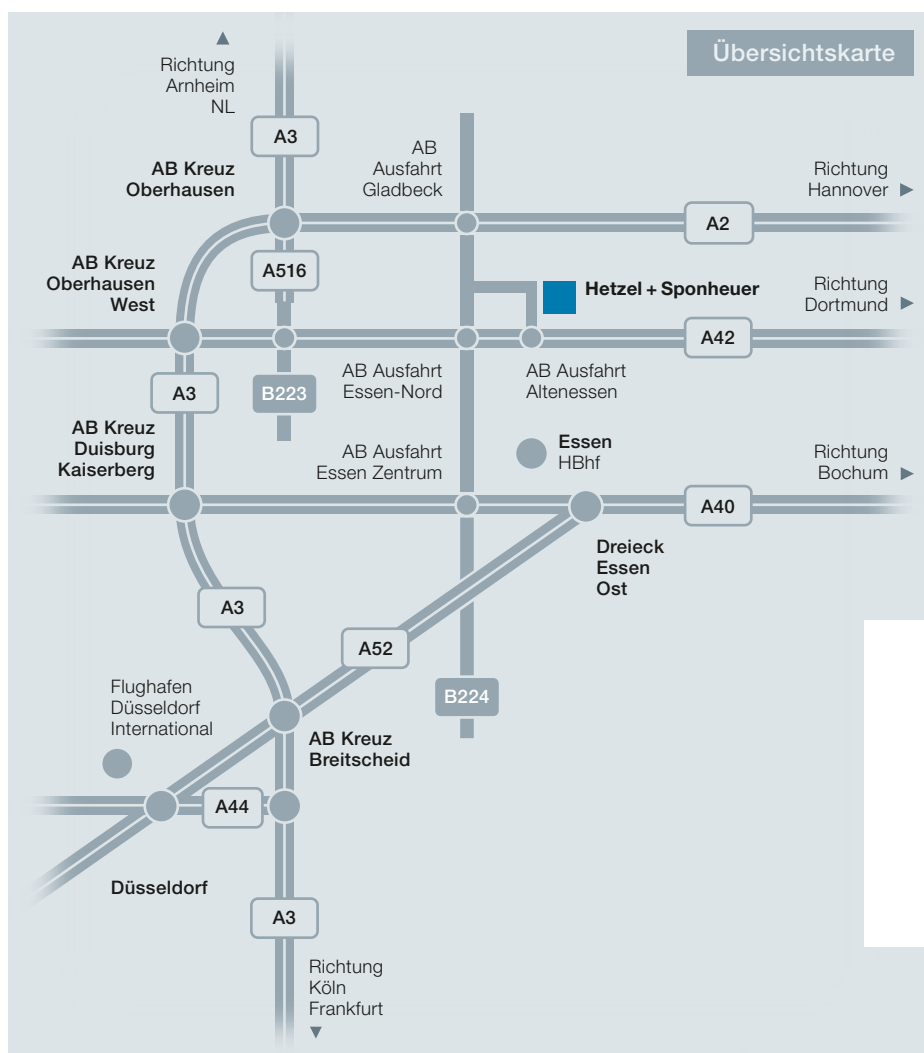 Übersichtskarte
Richtung
Arnheim
NL
A3
AB Kreuz
Oberhausen
AB
Ausfahrt
Gladbeck
Richtung
Hannover
A2
AB Kreuz
Oberhausen
West
A516
Hetzel + Sponheuer
Richtung
Dortmund
A42
A3
B223
AB Ausfahrt
Essen-Nord
AB Ausfahrt
Altenessen
AB Kreuz
Duisburg
Kaiserberg
AB Ausfahrt
Essen Zentrum
Essen
HBhf
Richtung
Bochum
A40
Dreieck
Essen
Ost
A3
A52
Flughafen
Düsseldorf
International
B224
AB Kreuz
Breitscheid
A44
Düsseldorf
A3
Richtung
Köln
Frankfurt